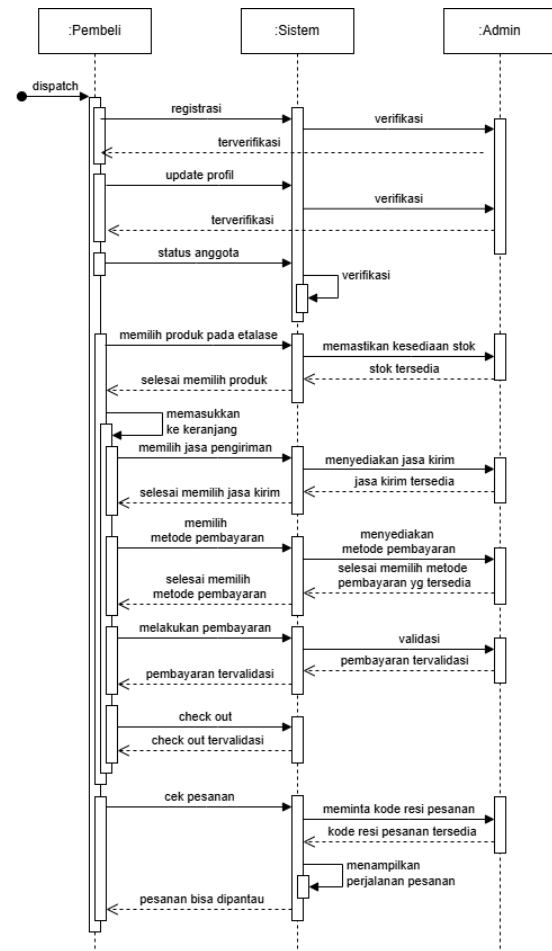 :Pembeli
:Sistem
:Admin
dispatch
registrasi
verifikasi
terverifikasi
update profil
verifikasi
terverifikasi
status anggota
verifikasi
memilih produk pada etalase
memastikan kesediaan stok
stok tersedia
selesai memilih produk
memasukkan
ke keranjang
memilih jasa pengiriman
menyediakan jasa kirim
jasa kirim tersedia
selesai memilih jasa kirim
memilih
metode pembayaran
menyediakan
metode pembayaran
selesai memilih metode
pembayaran yg tersedia
selesai memilih
metode pembayaran
melakukan pembayaran
validasi
pembayaran tervalidasi
pembayaran tervalidasi
check out
check out tervalidasi
cek pesanan
meminta kode resi pesanan
kode resi pesanan tersedia
menampilkan
perjalanan pesanan
pesanan bisa dipantau